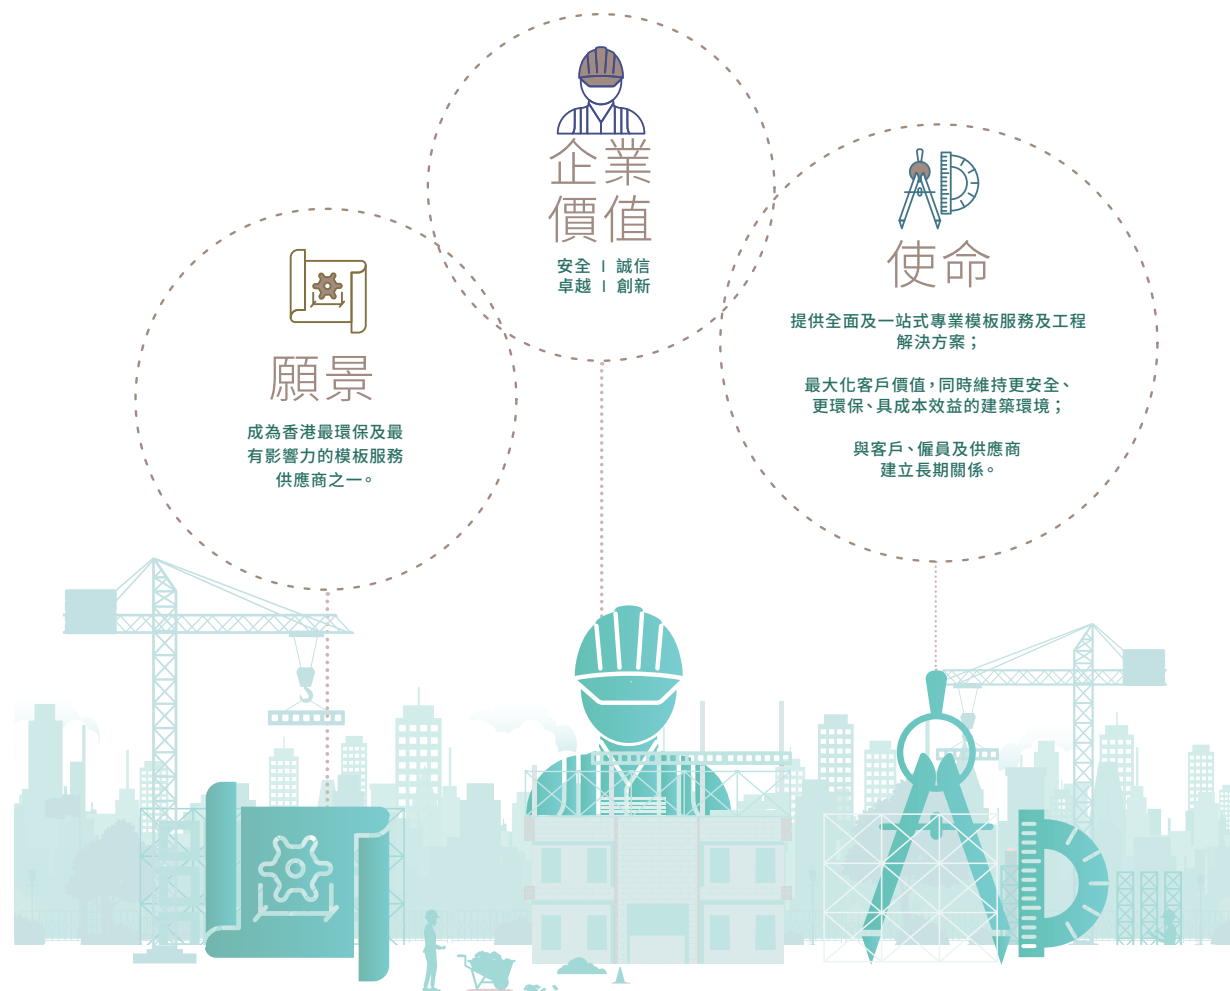 願景
成為香港最環保及最
有影響力的模板服務
供應商之一。
企業
價值
安全 | 誠信
卓越 | 創新
使命
提供全面及一站式專業模板服務及工程
解決方案；
最大化客戶價值，同時維持更安全、
更環保、具成本效益的建築環境；
與客戶、僱員及供應商
建立長期關係。